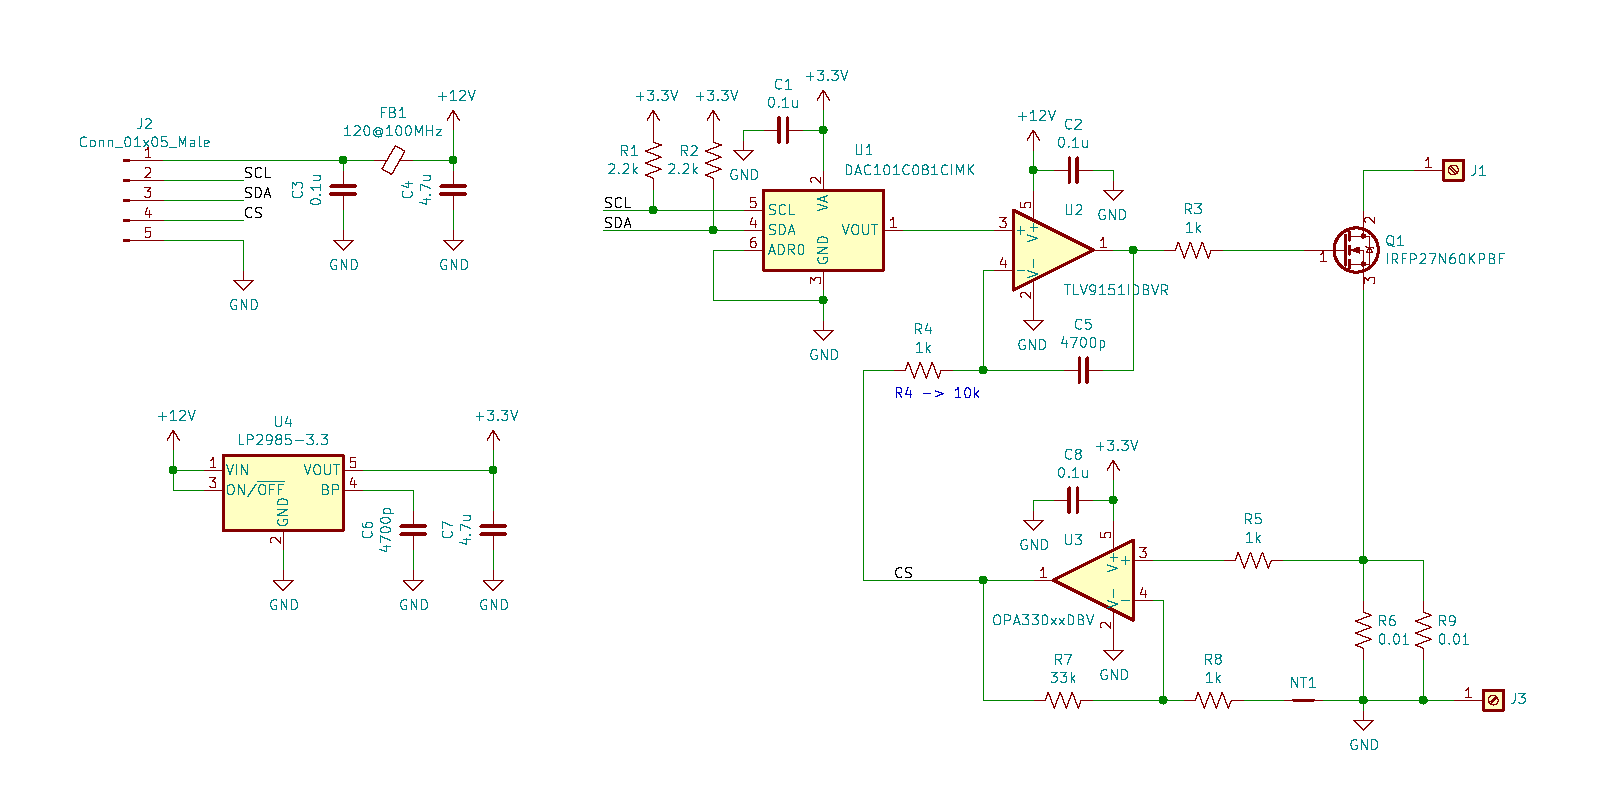 J2
Conn_01x05_Male
1
2
3
4
5
SCL
SDA
CS
GND
C3
0.1u
GND
FB1
120@100MHz
+12V
C4
4.7u
GND
+12V
U4
LP2985-3.3
1
3
VIN
ON/OFF
GND
VOUT
BP
5
4
2
GND
C6
4700p
GND
+3.3V
C7
4.7u
GND
+3.3V
+3.3V
R1
2.2k
R2
2.2k
SCL
SDA
C1
0.1u
GND
+3.3V
U1
DAC101C081CIMK
2
VA
5
4
6
SCL
SDA
ADR0
GND
VOUT
1
3
GND
+12V
C2
0.1u
GND
U2
TLV9151IDBVR
5
V+
3
+
4
-
V-
2
1
GND
R3
1k
R4
1k
R4 -> 10k
C5
4700p
1
J1
Q1
IRFP27N60KPBF
2
1
3
+3.3V
C8
0.1u
GND
U3
OPA330xxDBV
5
V+
+
3
-
4
V-
2
1
CS
GND
R5
1k
R6
0.01
R9
0.01
R7
33k
R8
1k
NT1
1
J3
GND